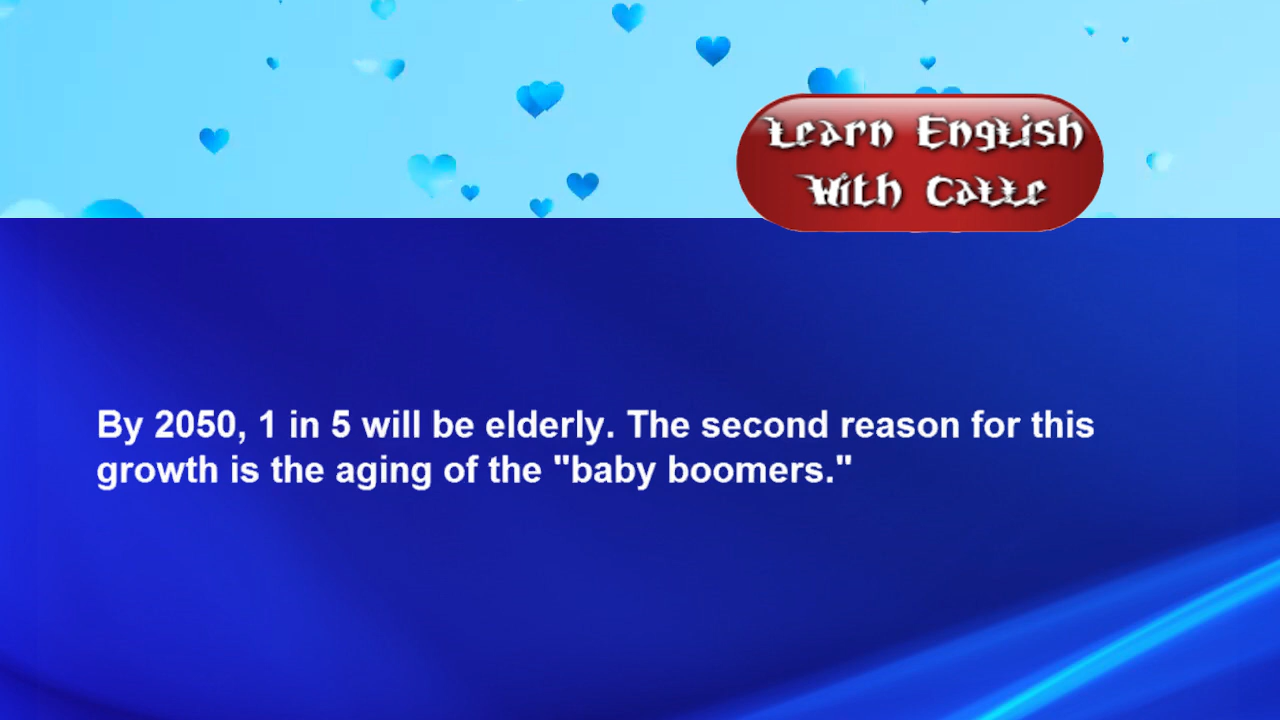 Learn English
With Calle
By 2050, 1 in 5 will be elderly. The second reason for this
growth is the aging of the "baby boomers."